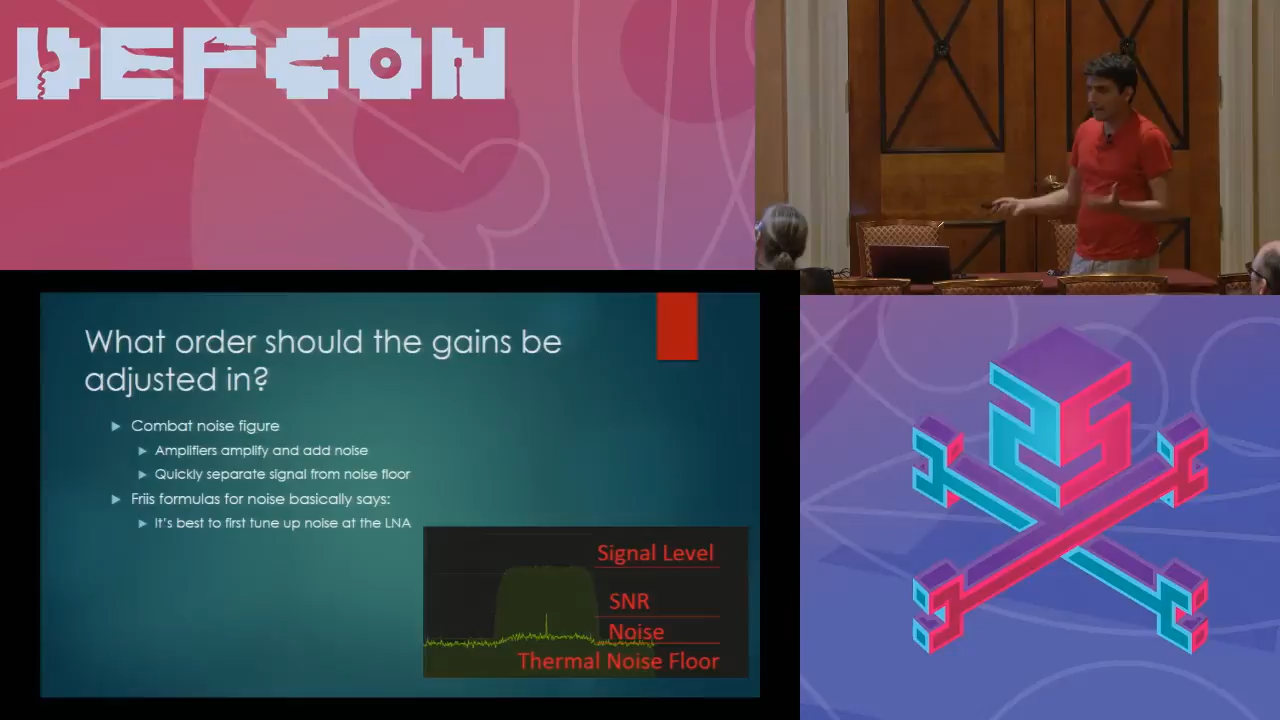 DEFCON
What order should the gains be
adjusted in?
Combat noise figure
Amplifiers amplify and add noise
Quickly separate signal from noise floor
Friis formulas for noise basically says:
It's best to first tune up noise at the LNA
Signal Level
SNR
Noise
Thermal Noise Floor
25